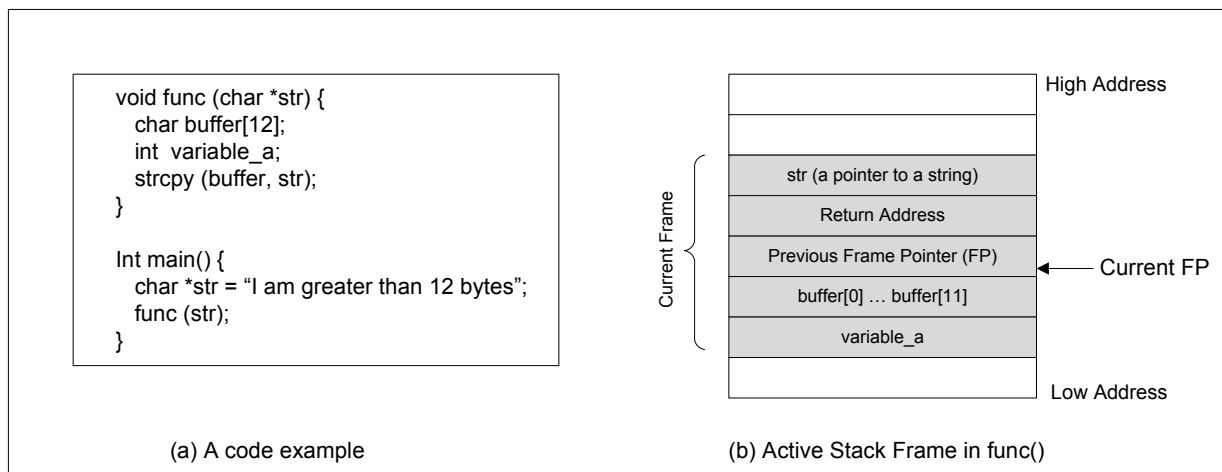 void func (char *str) {
char buffer[12];
int variable_a;
strcpy (buffer, str);
}
Int main() {
char *str = “I am greater than 12 bytes”;
func (str);
}
(a) A code example
High Address
Current Frame
str (a pointer to a string)
Return Address
Previous Frame Pointer (FP)
Current FP
buffer[0] … buffer[11]
variable_a
Low Address
(b) Active Stack Frame in func()